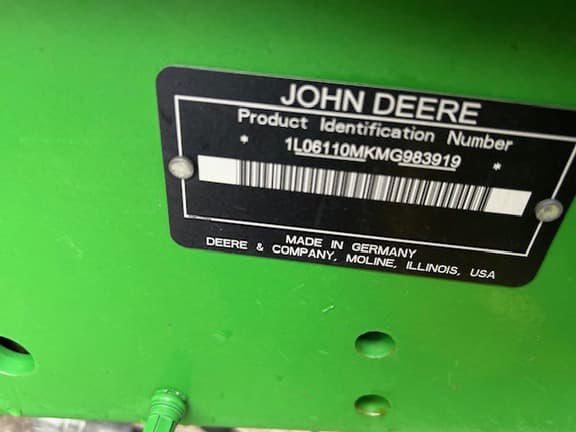 JOHN DEERE
Product Identification Number
* 1L06110MKMG983919 *
MADE IN GERMANY
DEERE & COMPANY, MOLINE, ILLINOIS, USA